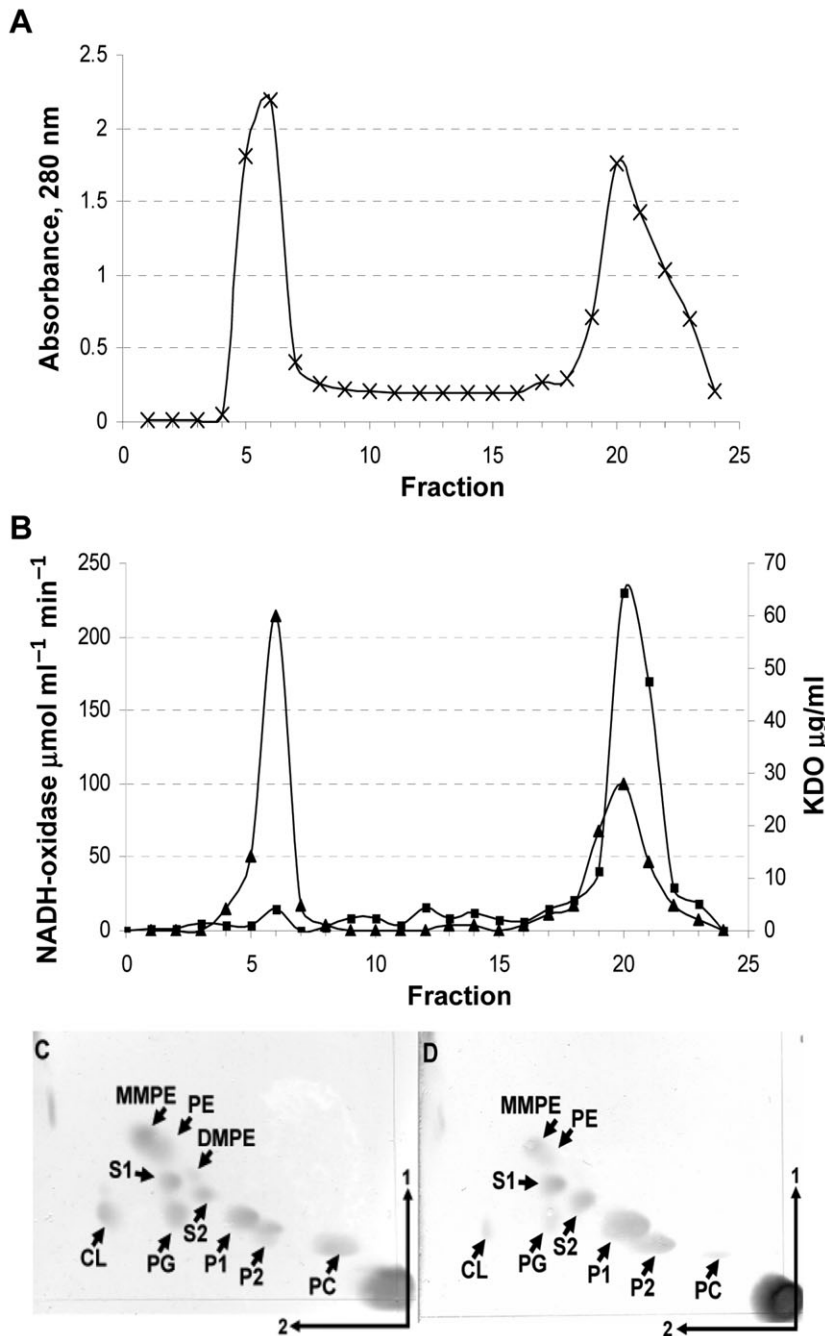 A
Absorbance, 280 nm
2.5
2
1.5
1
0.5
0
0 5 10 15 20 25
Fraction
B
NADH-oxidase μmol ml⁻¹ min⁻¹
250
200
150
100
50
0
70
60
50
40
30
20
10
0
KDO μg/ml
0 5 10 15 20 25
Fraction
C
MMPE
PE
DMPE
S1
S2
CL
PG
P1
P2
PC
1
2
D
MMPE
PE
S1
S2
CL
PG
P1
P2
PC
1
2